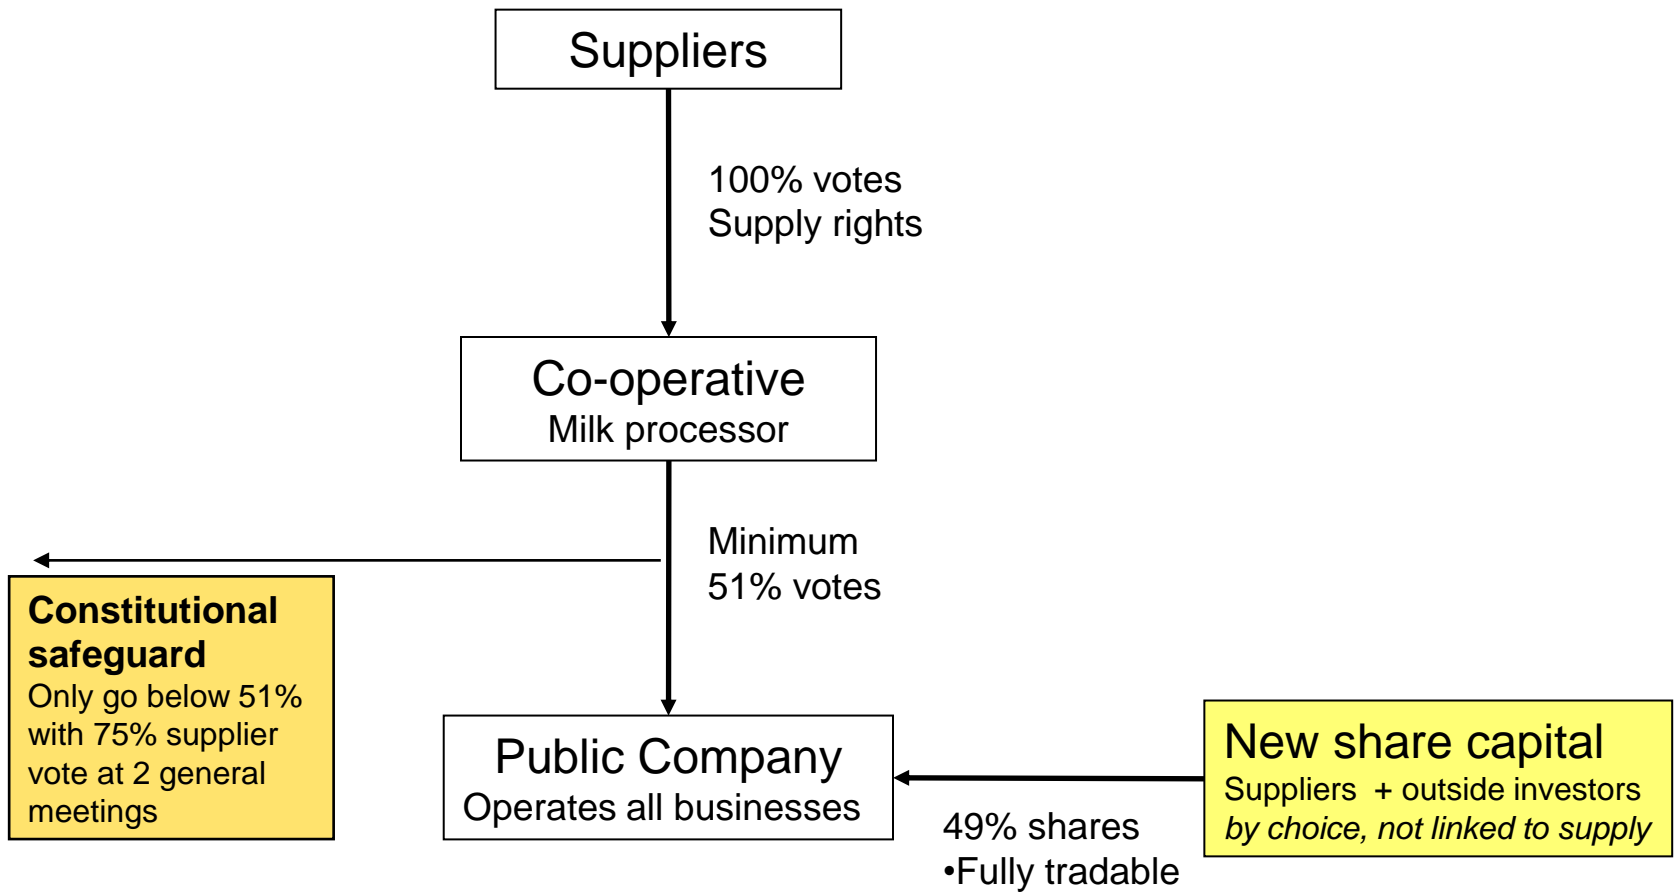 Suppliers
100% votes
Supply rights
Co-operative
Milk processor
Minimum
51% votes
Constitutional
safeguard
Only go below 51%
with 75% supplier
vote at 2 general
meetings
Public Company
Operates all businesses
49% shares
•Fully tradable
New share capital
Suppliers + outside investors
by choice, not linked to supply